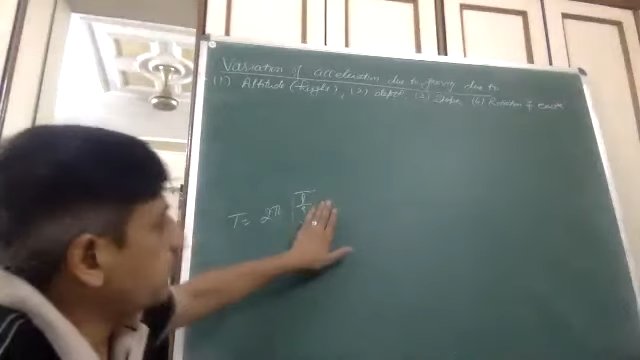 Variation of acceleration due to gravity due to
(1) Altitude (height), (2) depth, (3) Shape, (4) Rotation of earth
T = 2π √